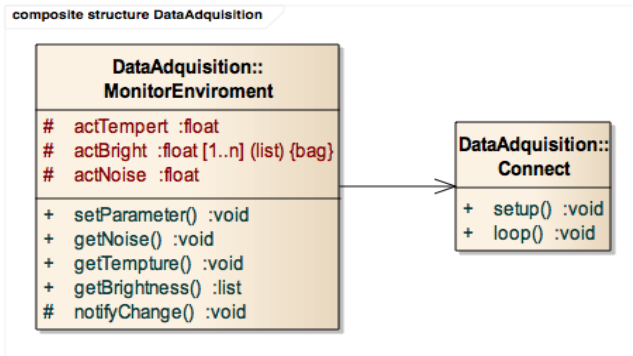 composite structure DataAdquisition
DataAdquisition::
MonitorEnviroment
# actTempert :float
# actBright :float [1..n] (list) {bag}
# actNoise :float
+ setParameter() :void
+ getNoise() :void
+ getTempture() :void
+ getBrightness() :list
# notifyChange() :void
DataAdquisition::
Connect
+ setup() :void
+ loop() :void